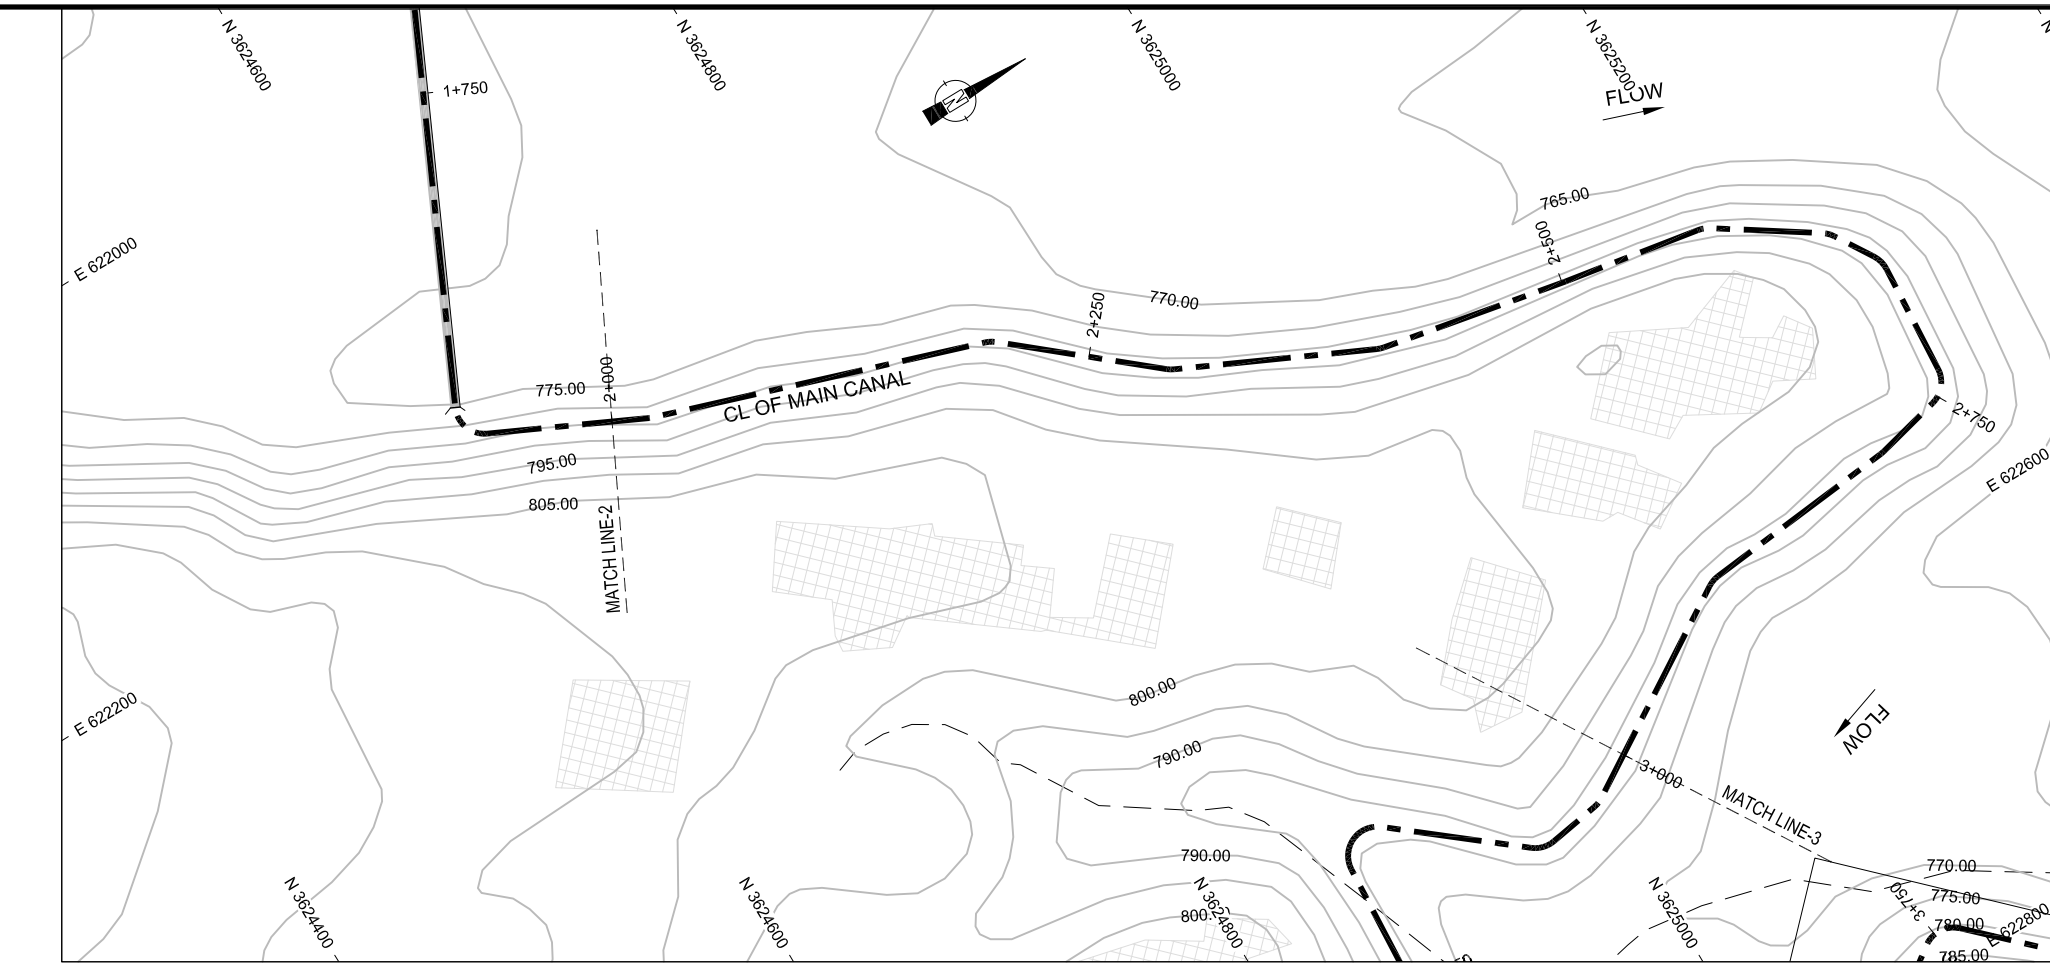 N 3624600
N 3624800
N 3625000
N 3625200
1+750
N
FLOW
E 622000
765.00
2+500
770.00
2+250
775.00
2+000
CL OF MAIN CANAL
2+750
795.00
E 622600
805.00
MATCH LINE-2
E 622200
800.00
FLOW
790.00
3+000
MATCH LINE-3
790.00
770.00
N 3624400
N 3624600
N 3624800
N 3625000
775.00
3+750
800.
780.00
E 622800
785.00